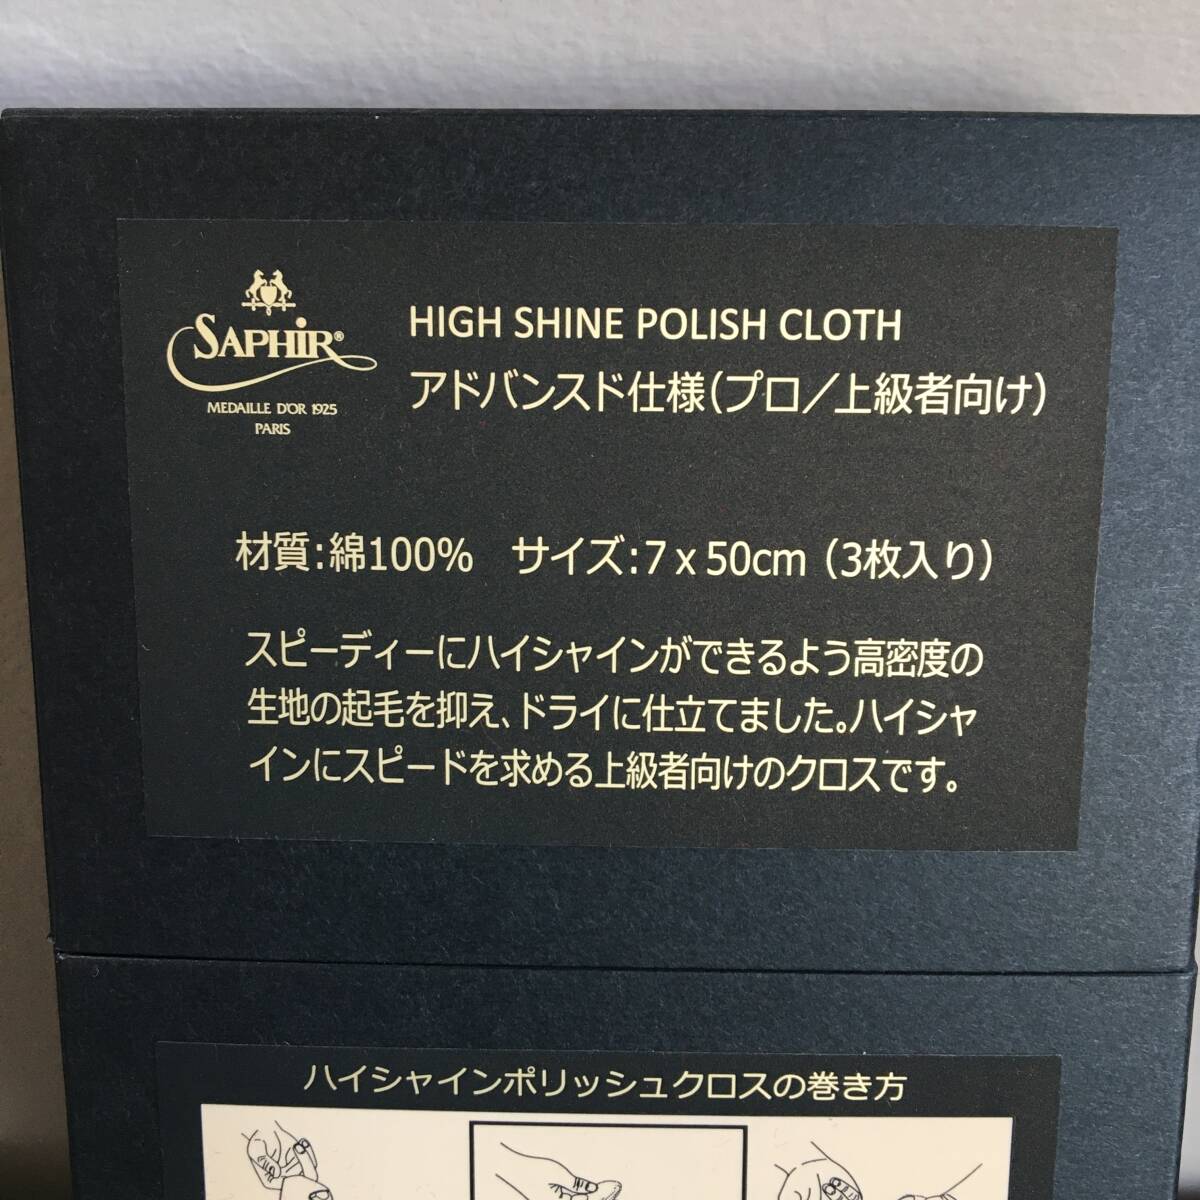 SAPHIR®
MEDAILLE D'OR 1925
PARIS
HIGH SHINE POLISH CLOTH
アドバンスド仕様(プロ/上級者向け)
材質:綿100% サイズ:7 x 50cm (3枚入り)
スピーディーにハイシャインができるよう高密度の
生地の起毛を抑え、ドライに仕立てました。ハイシャ
インにスピードを求める上級者向けのクロスです。
ハイシャインポリッシュクロスの巻き方